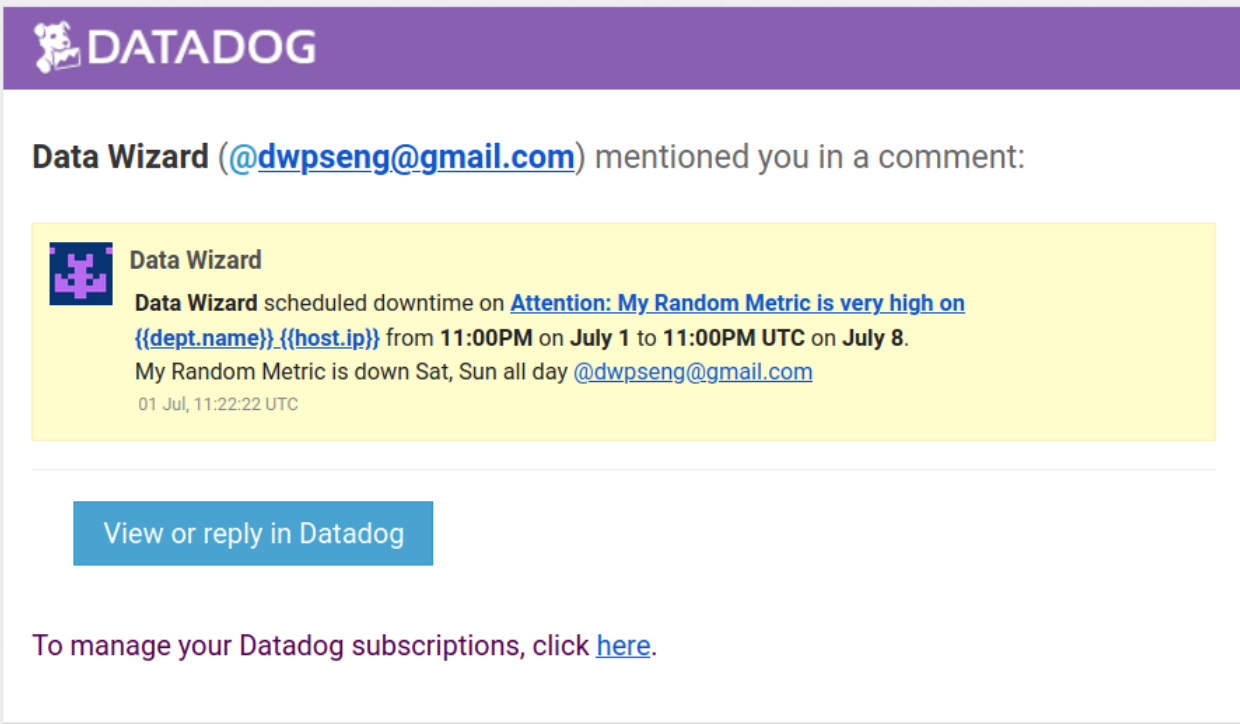 DATADOG
Data Wizard (@dwpseng@gmail.com) mentioned you in a comment:
Data Wizard
Data Wizard scheduled downtime on Attention: My Random Metric is very high on
{{dept.name}} {{host.ip}} from 11:00PM on July 1 to 11:00PM UTC on July 8.
My Random Metric is down Sat, Sun all day @dwpseng@gmail.com
01 Jul, 11:22:22 UTC
View or reply in Datadog
To manage your Datadog subscriptions, click here.